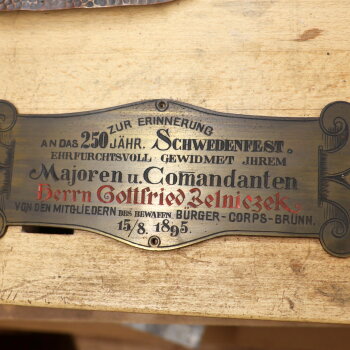 ZUR ERINNERUNG
AN DAS 250 JÄHR. SCHWEDENFEST.
EHRFURCHTSVOLL GEWIDMET JHREM
Majoren u. Comandanten
Herrn Gottfried Zelniczek.
VON DEN MITGLIEDERN DES BEWAFFN. BÜRGER-CORPS-BRÜNN.
15/8. 1895.